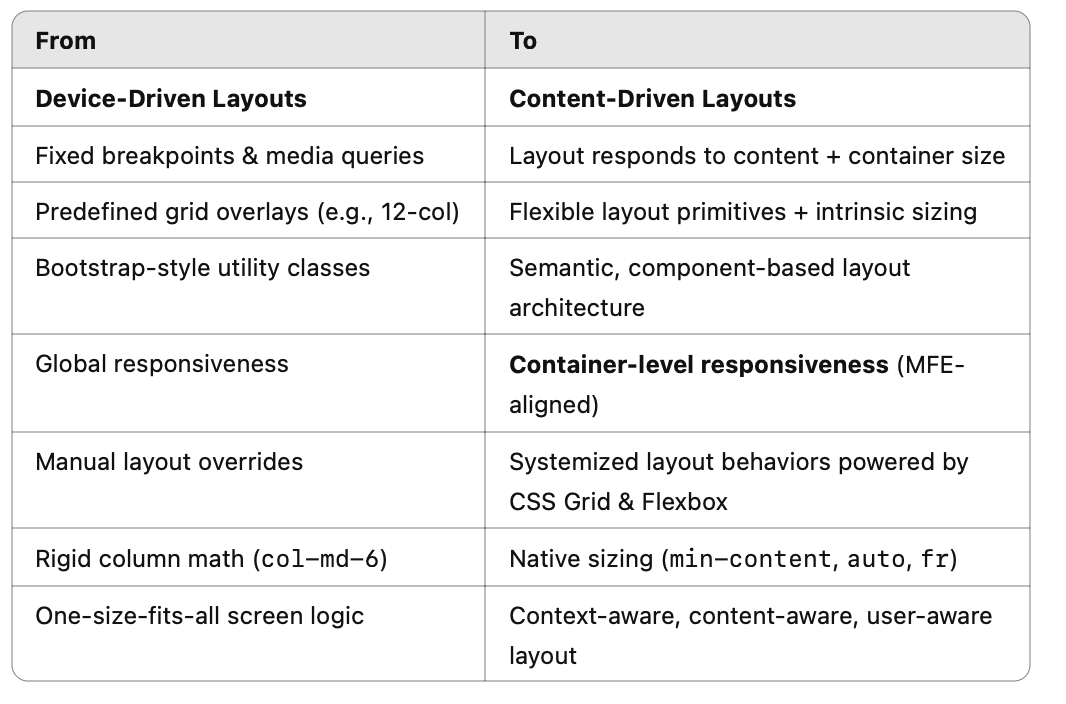 From To
Device-Driven Layouts Content-Driven Layouts
Fixed breakpoints & media queries Layout responds to content + container size
Predefined grid overlays (e.g., 12-col) Flexible layout primitives + intrinsic sizing
Bootstrap-style utility classes Semantic, component-based layout
architecture
Global responsiveness Container-level responsiveness (MFE-
aligned)
Manual layout overrides Systemized layout behaviors powered by
CSS Grid & Flexbox
Rigid column math (col-md-6) Native sizing (min-content, auto, fr)
One-size-fits-all screen logic Context-aware, content-aware, user-aware
layout